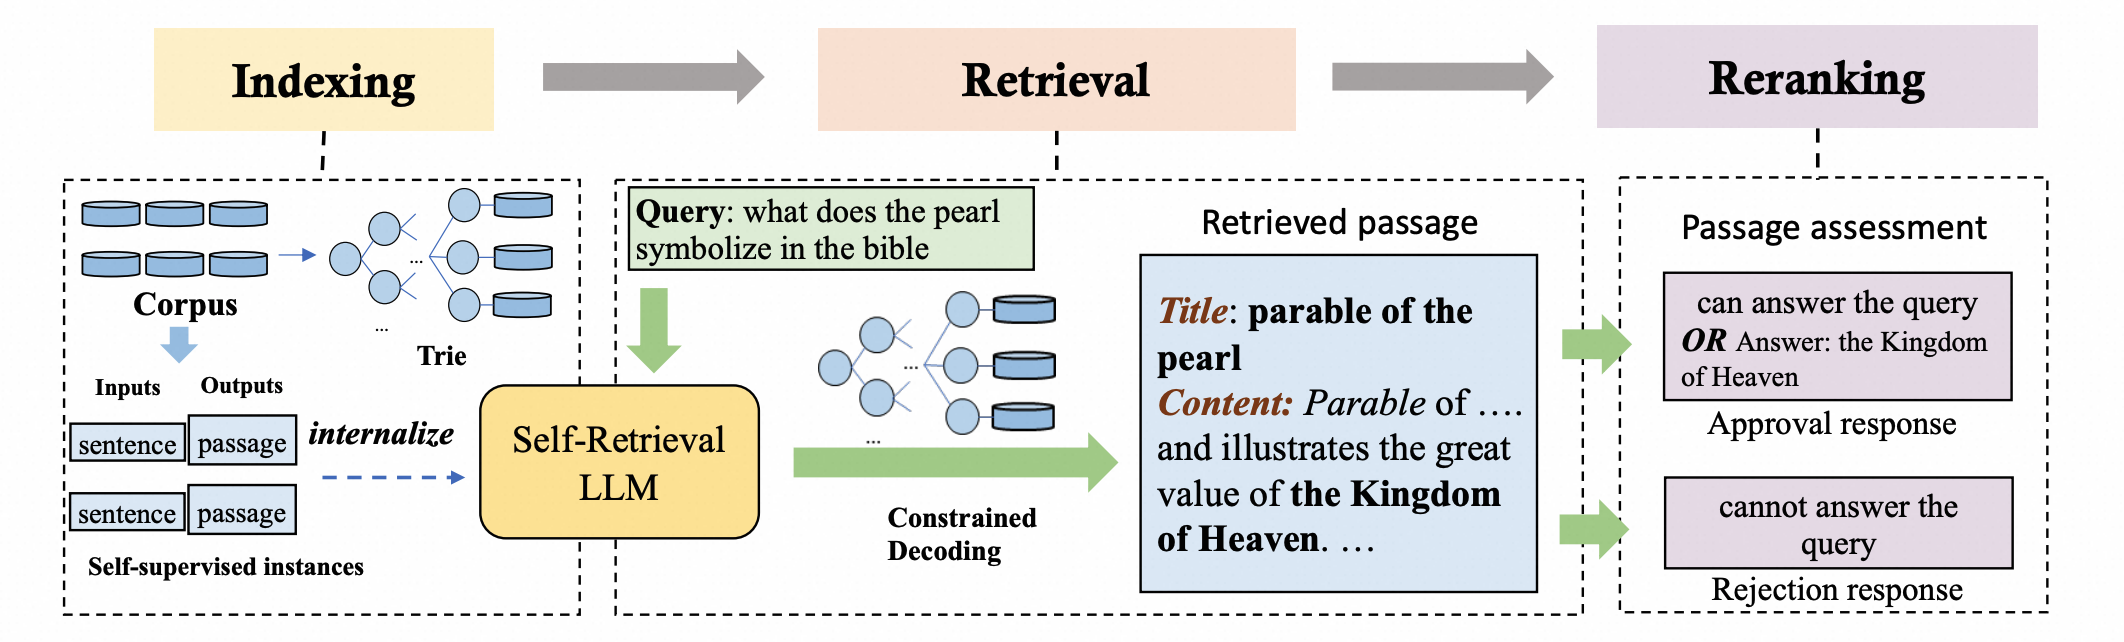 Indexing
Retrieval
Reranking
Corpus
...
...
Trie
Inputs
Outputs
sentence
passage
internalize
sentence
passage
Self-supervised instances
Self-Retrieval
LLM
Query: what does the pearl
symbolize in the bible
...
...
Constrained
Decoding
Retrieved passage
Title: parable of the
pearl
Content: Parable of ….
and illustrates the great
value of the Kingdom
of Heaven. …
Passage assessment
can answer the query
OR Answer: the Kingdom
of Heaven
Approval response
cannot answer the
query
Rejection response